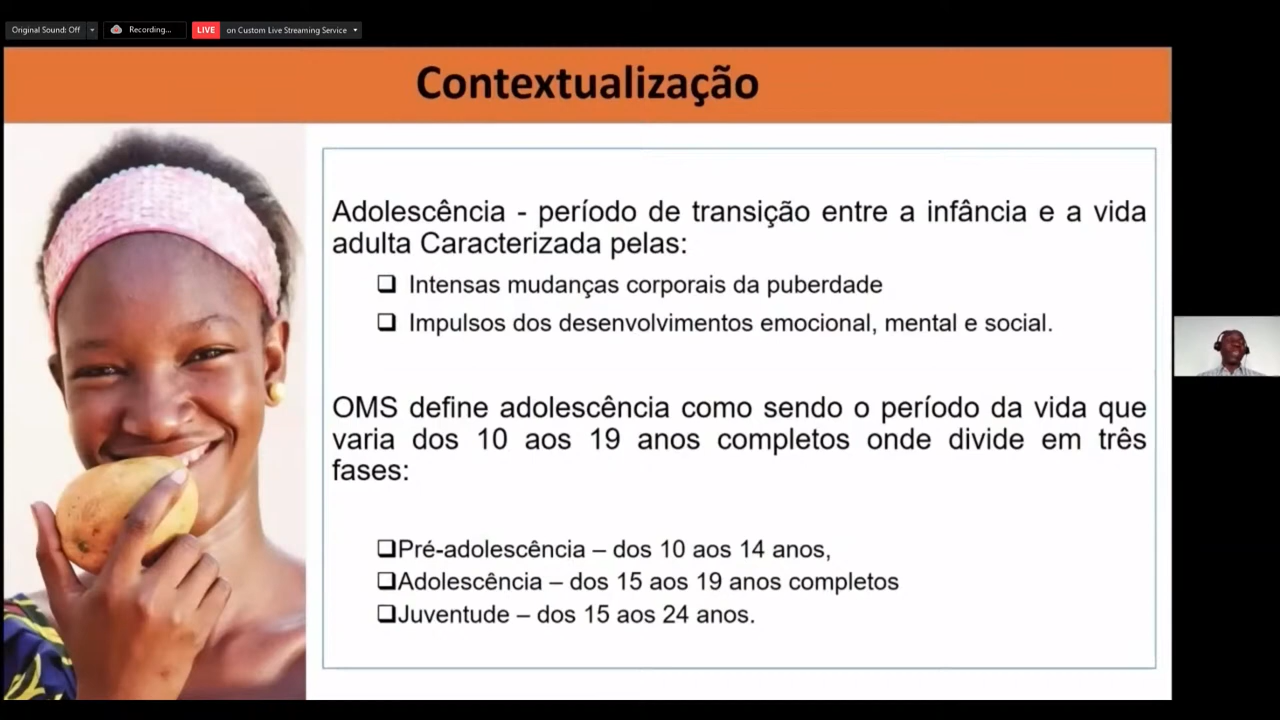 Original Sound: Off
Recording...
LIVE
on Custom Live Streaming Service
Contextualização
Adolescência - período de transição entre a infância e a vida
adulta Caracterizada pelas:
❑ Intensas mudanças corporais da puberdade
❑ Impulsos dos desenvolvimentos emocional, mental e social.
OMS define adolescência como sendo o período da vida que
varia dos 10 aos 19 anos completos onde divide em três
fases:
❑Pré-adolescência – dos 10 aos 14 anos,
❑Adolescência – dos 15 aos 19 anos completos
❑Juventude – dos 15 aos 24 anos.